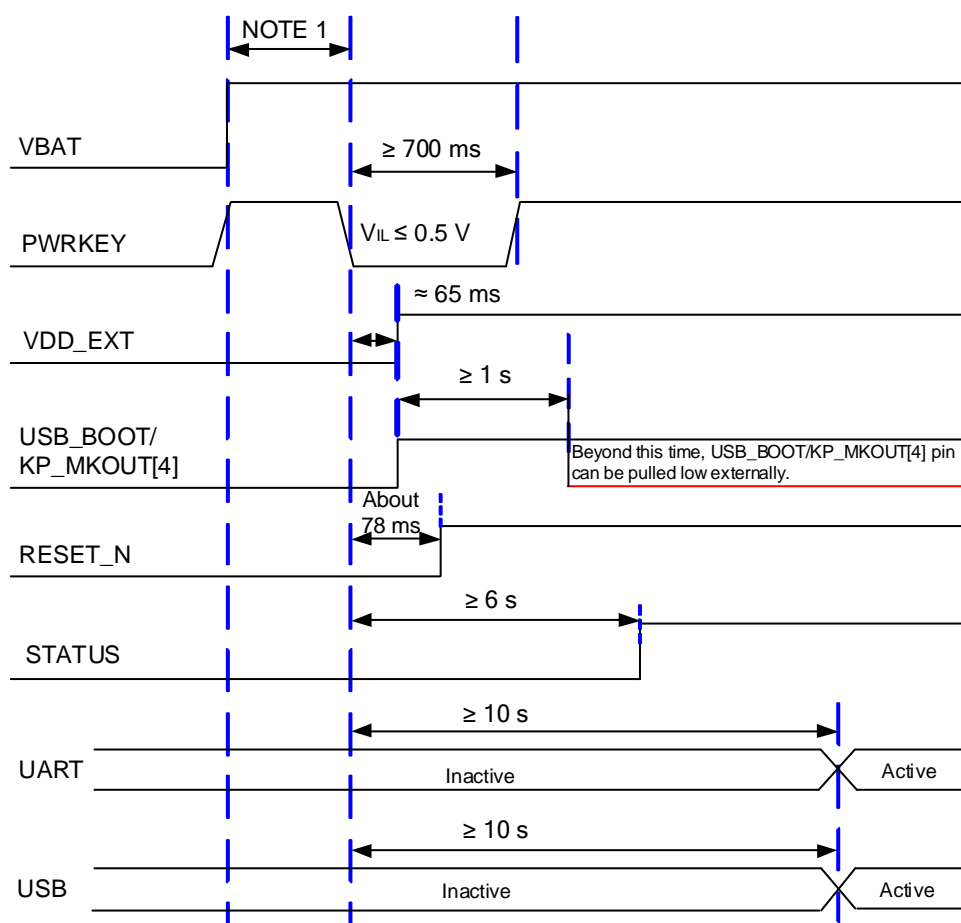 NOTE 1
VBAT
≥ 700 ms
PWRKEY
VIL ≤ 0.5 V
≈ 65 ms
VDD_EXT
≥ 1 s
USB_BOOT/
KP_MKOUT[4]
Beyond this time, USB_BOOT/KP_MKOUT[4] pin
can be pulled low externally.
About
78 ms
RESET_N
≥ 6 s
STATUS
≥ 10 s
UART
Inactive
Active
≥ 10 s
USB
Inactive
Active